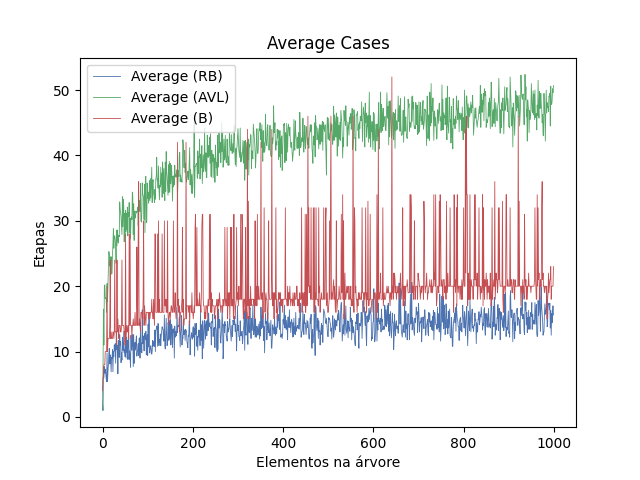 Average Cases
Average (RB)
Average (AVL)
Average (B)
50
40
30
20
10
0
Etapas
0 200 400 600 800 1000
Elementos na árvore